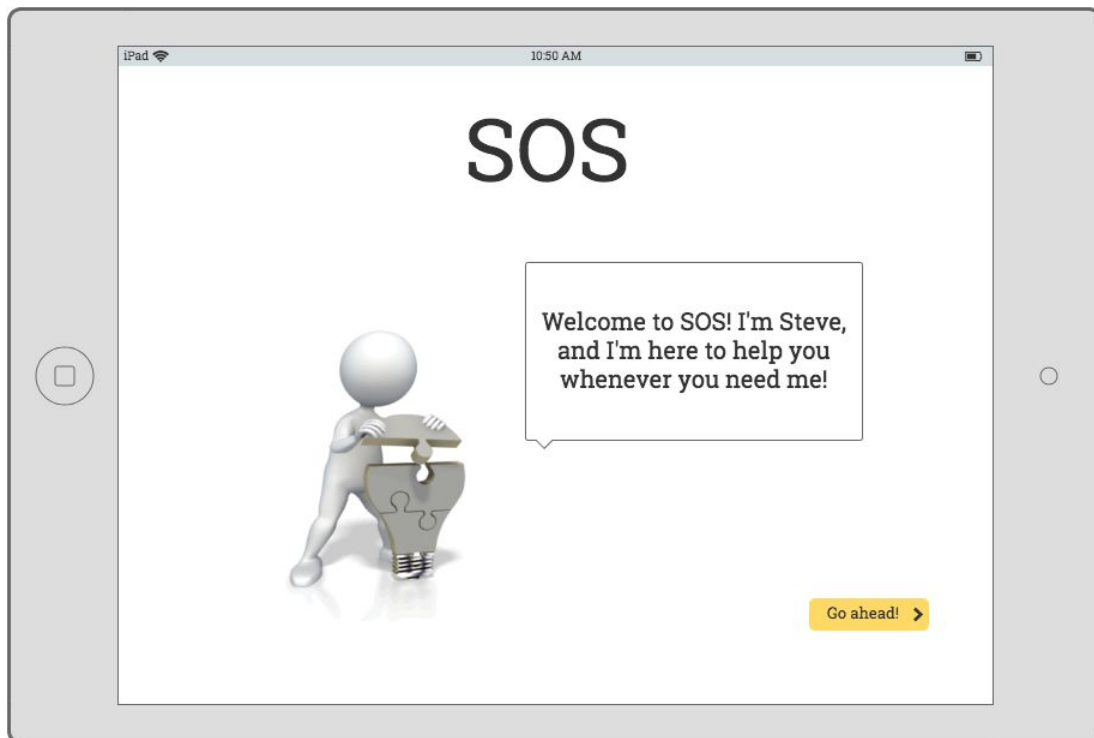 iPad
10:50 AM
SOS
Welcome to SOS! I'm Steve,
and I'm here to help you
whenever you need me!
Go ahead!